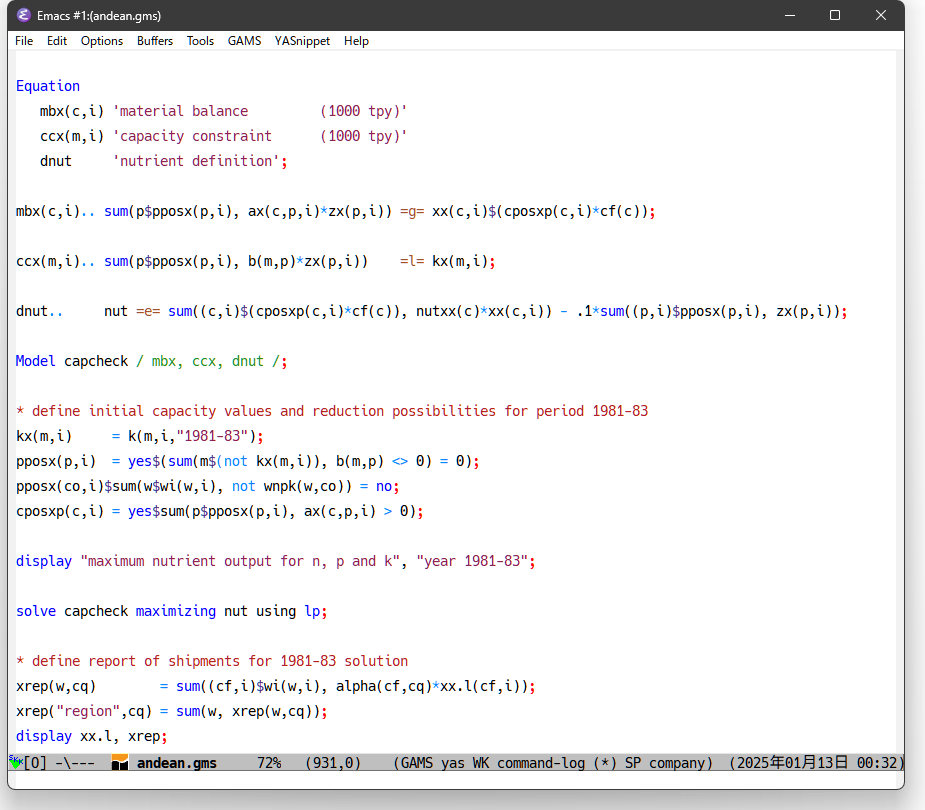 Emacs #1:(andean.gms)
File Edit Options Buffers Tools GAMS YASnippet Help
Equation
   mbx(c,i) 'material balance         (1000 tpy)'
   ccx(m,i) 'capacity constraint      (1000 tpy)'
   dnut     'nutrient definition';
mbx(c,i).. sum(p$pposx(p,i), ax(c,p,i)*zx(p,i)) =g= xx(c,i)$(cposxp(c,i)*cf(c));
ccx(m,i).. sum(p$pposx(p,i), b(m,p)*zx(p,i))    =l= kx(m,i);
dnut..     nut =e= sum((c,i)$(cposxp(c,i)*cf(c)), nutxx(c)*xx(c,i)) - .1*sum((p,i)$pposx(p,i), zx(p,i));
Model capcheck / mbx, ccx, dnut /;
* define initial capacity values and reduction possibilities for period 1981-83
kx(m,i)     = k(m,i,"1981-83");
pposx(p,i)  = yes$(sum(m$(not kx(m,i)), b(m,p) <> 0) = 0);
pposx(co,i)$sum(w$wi(w,i), not wnpk(w,co)) = no;
cposxp(c,i) = yes$sum(p$pposx(p,i), ax(c,p,i) > 0);
display "maximum nutrient output for n, p and k", "year 1981-83";
solve capcheck maximizing nut using lp;
* define report of shipments for 1981-83 solution
xrep(w,cq)        = sum((cf,i)$wi(w,i), alpha(cf,cq)*xx.l(cf,i));
xrep("region",cq) = sum(w, xrep(w,cq));
display xx.l, xrep;
[O] -\--- andean.gms     72%   (931,0)    (GAMS yas WK command-log (*) SP company)  (2025年01月13日 00:32)